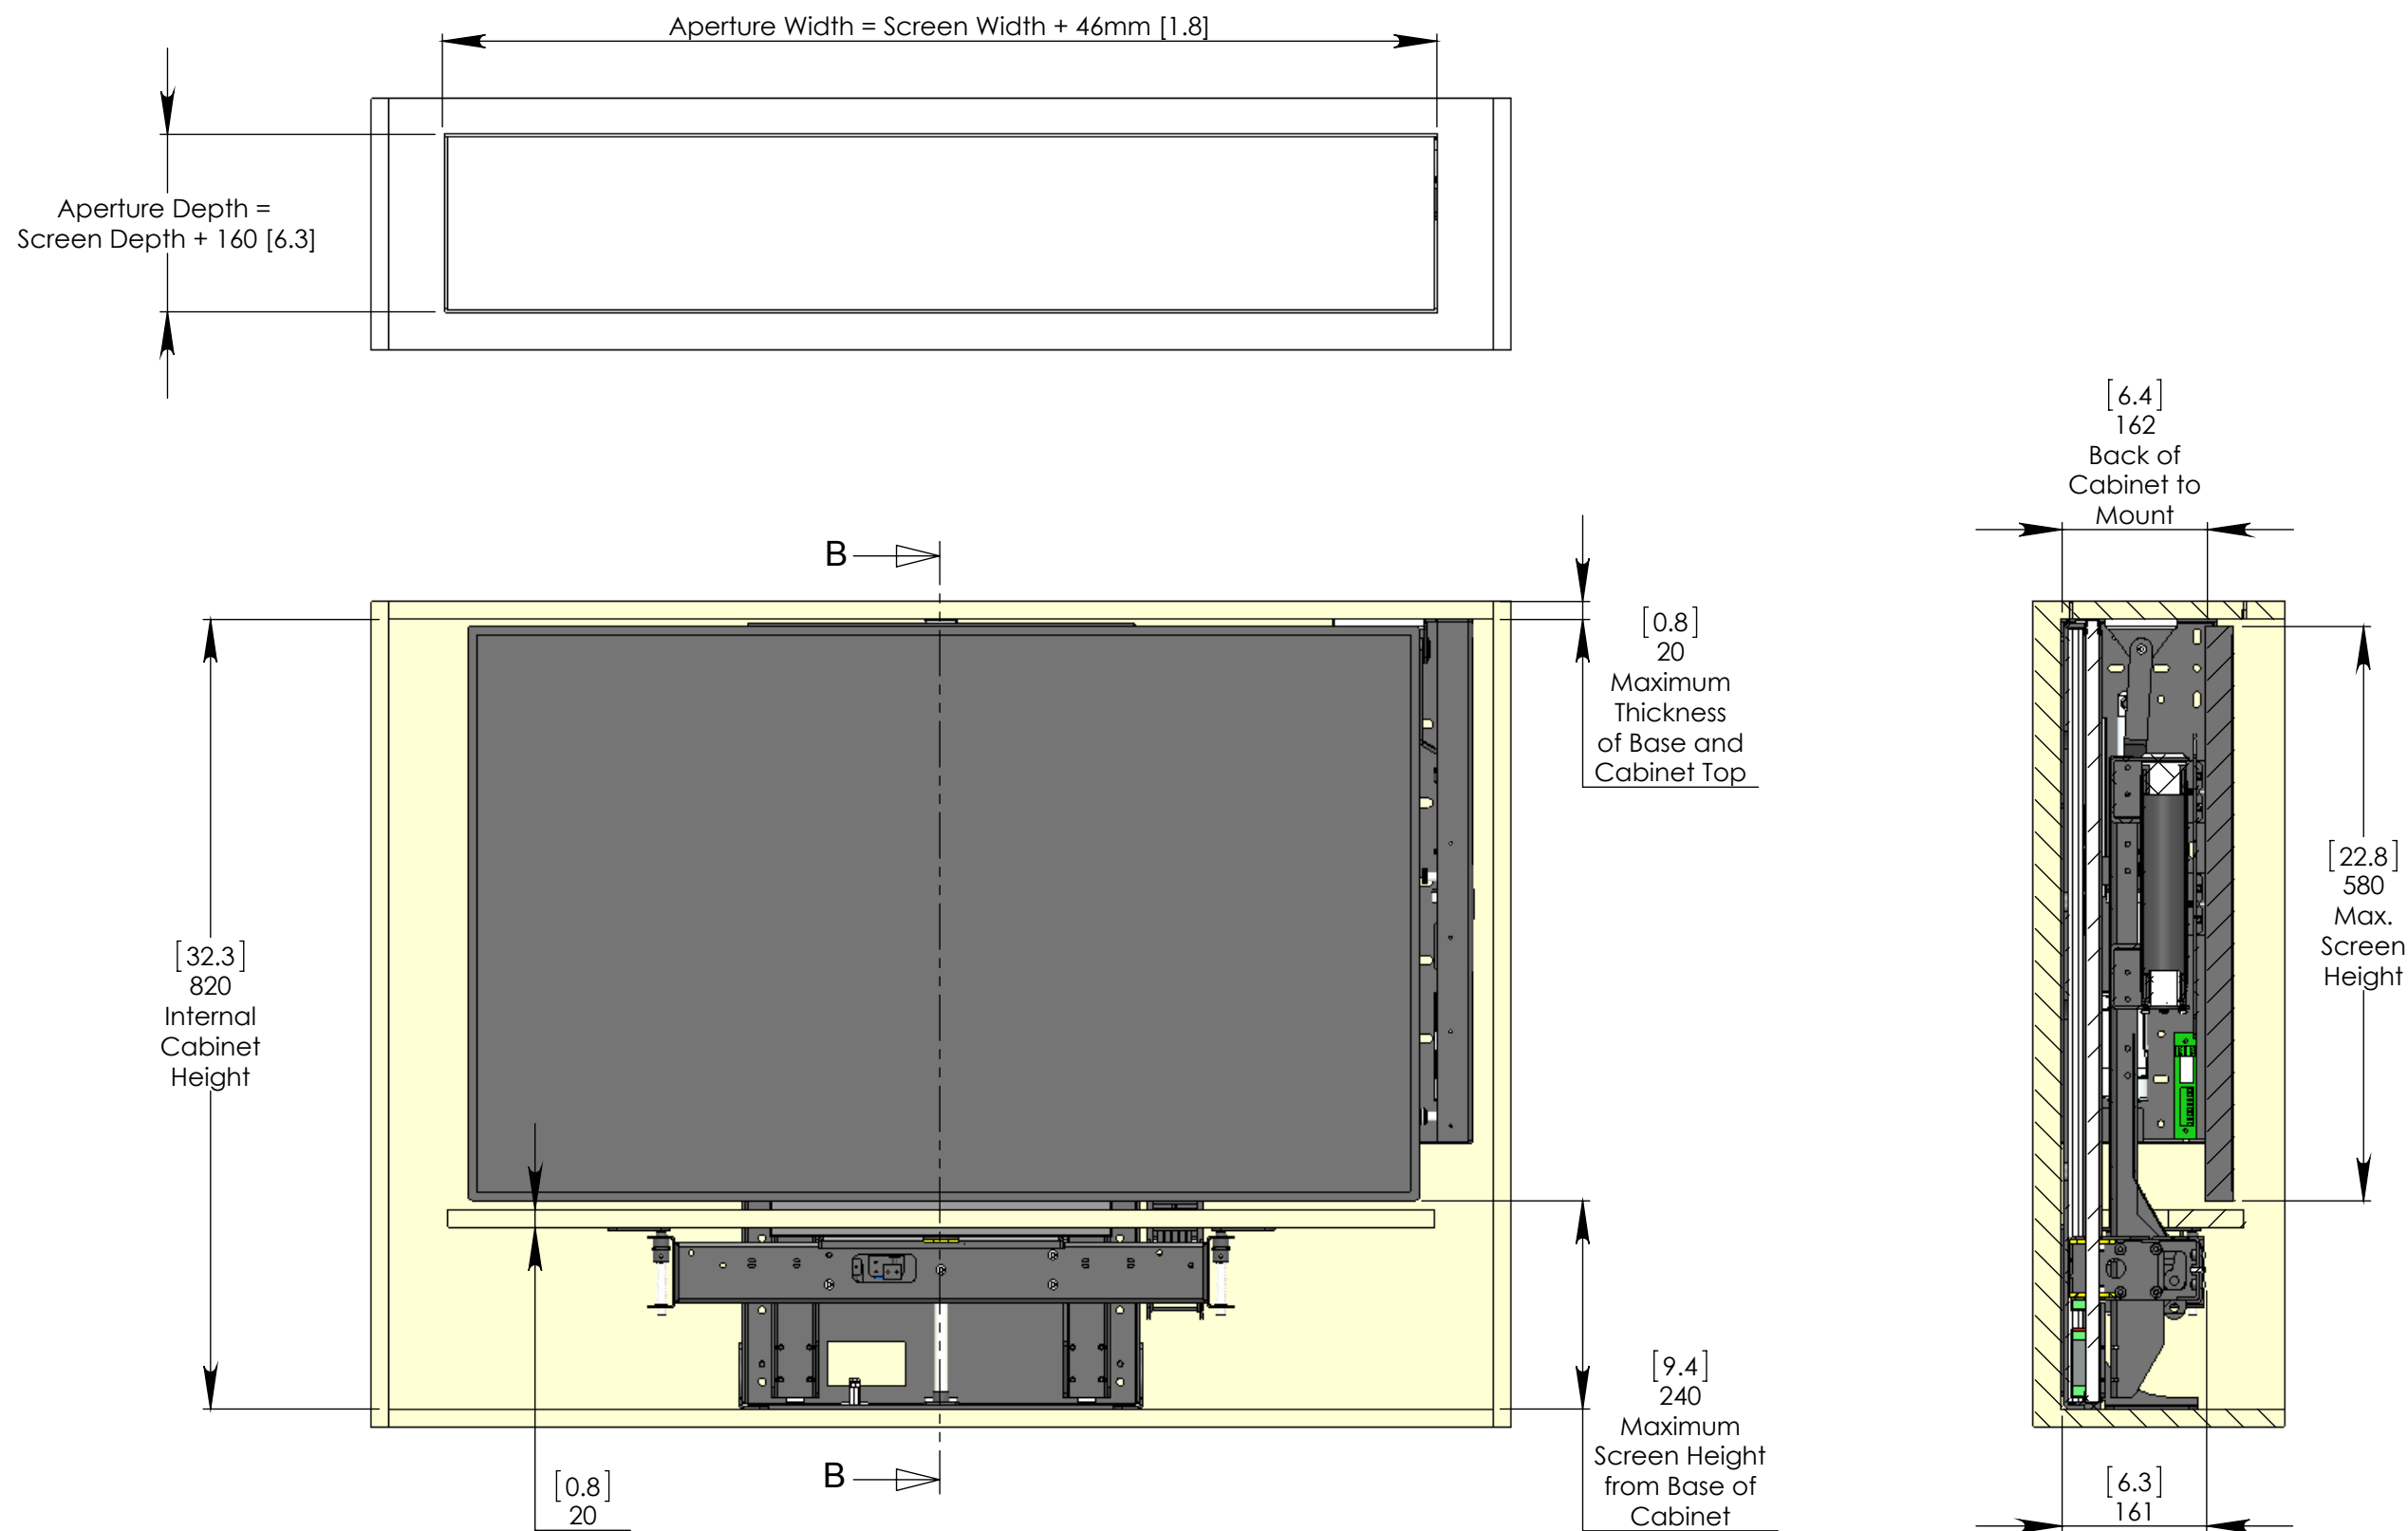 Aperture Width = Screen Width + 46mm [1.8]
Aperture Depth =
Screen Depth + 160 [6.3]
[6.4]
162
Back of
Cabinet to
Mount
B
[0.8]
20
Maximum
Thickness
of Base and
Cabinet Top
[22.8]
580
Max.
Screen
Height
[32.3]
820
Internal
Cabinet
Height
[9.4]
240
Maximum
Screen Height
from Base of
Cabinet
B
[0.8]
20
[6.3]
161